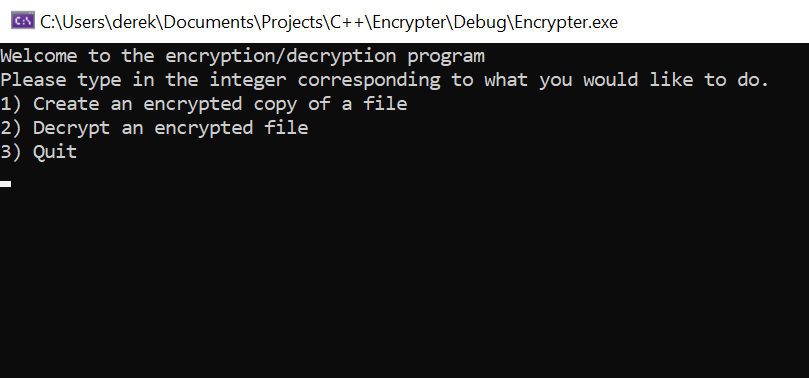 C:\Users\derek\Documents\Projects\C++\Encrypter\Debug\Encrypter.exe
Welcome to the encryption/decryption program
Please type in the integer corresponding to what you would like to do.
1) Create an encrypted copy of a file
2) Decrypt an encrypted file
3) Quit